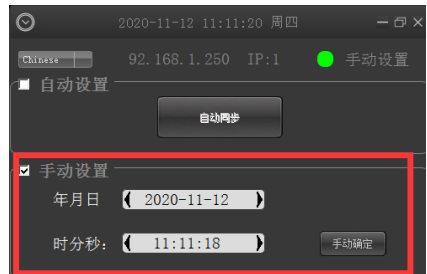 2020-11-12 11:11:20 周四
Chinese 92.168.1.250 IP:1 手动设置
自动设置
自动同步
手动设置
年月日 2020-11-12
时分秒: 11:11:18 手动确定